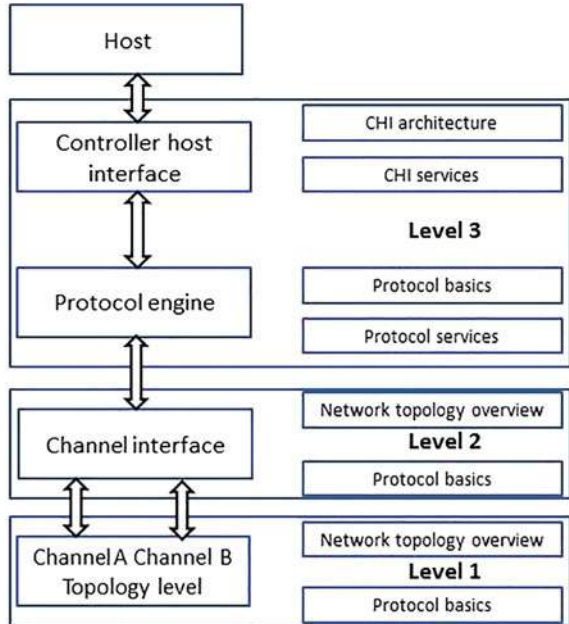 Host
Controller host
interface
CHI architecture
CHI services
Level 3
Protocol engine
Protocol basics
Protocol services
Channel interface
Network topology overview
Level 2
Protocol basics
Channel A Channel B
Topology level
Network topology overview
Level 1
Protocol basics